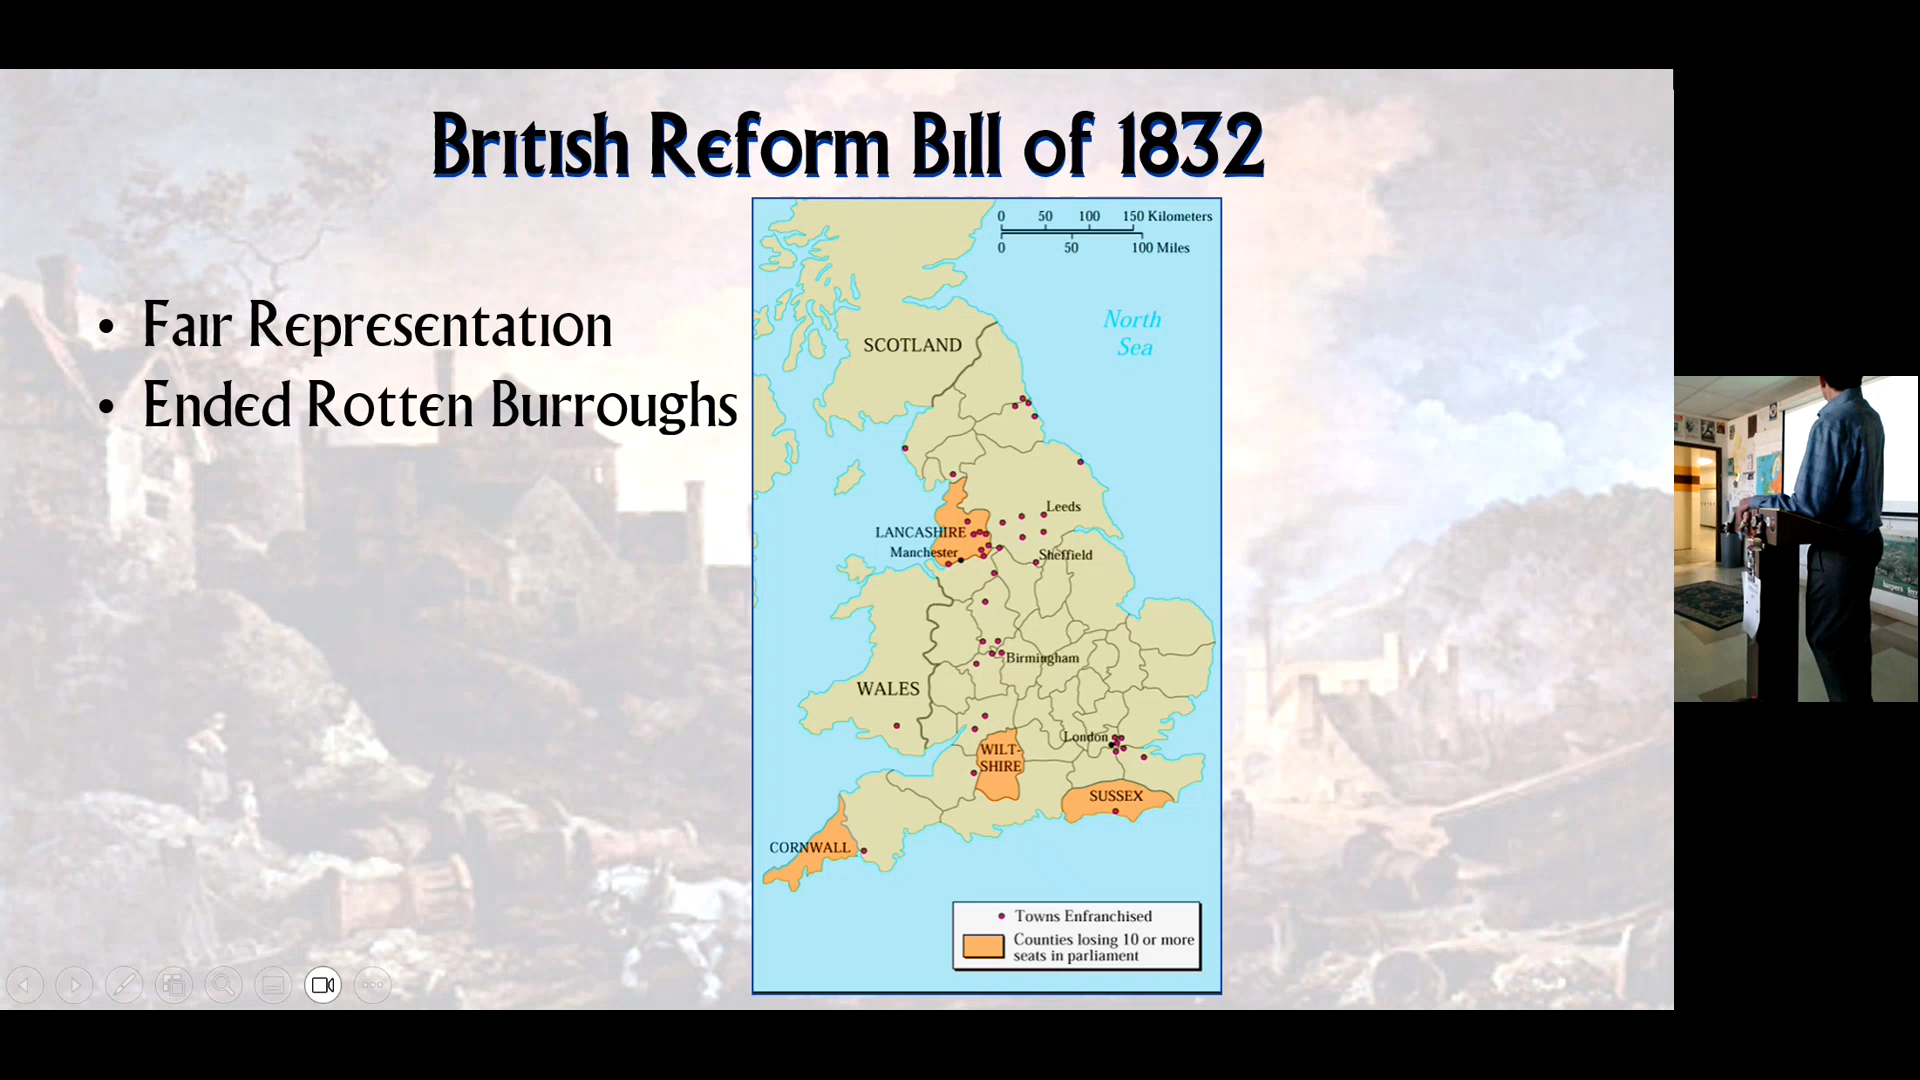 British Reform Bill of 1832
• Fair Representation
• Ended Rotten Burroughs
0 50 100 150 Kilometers
0 50 100 Miles
North
Sea
SCOTLAND
Leeds
LANCASHIRE
Manchester
Sheffield
Birmingham
WALES
London
WILT-
SHIRE
SUSSEX
CORNWALL
Towns Enfranchised
Counties losing 10 or more
seats in parliament
harpers ferr